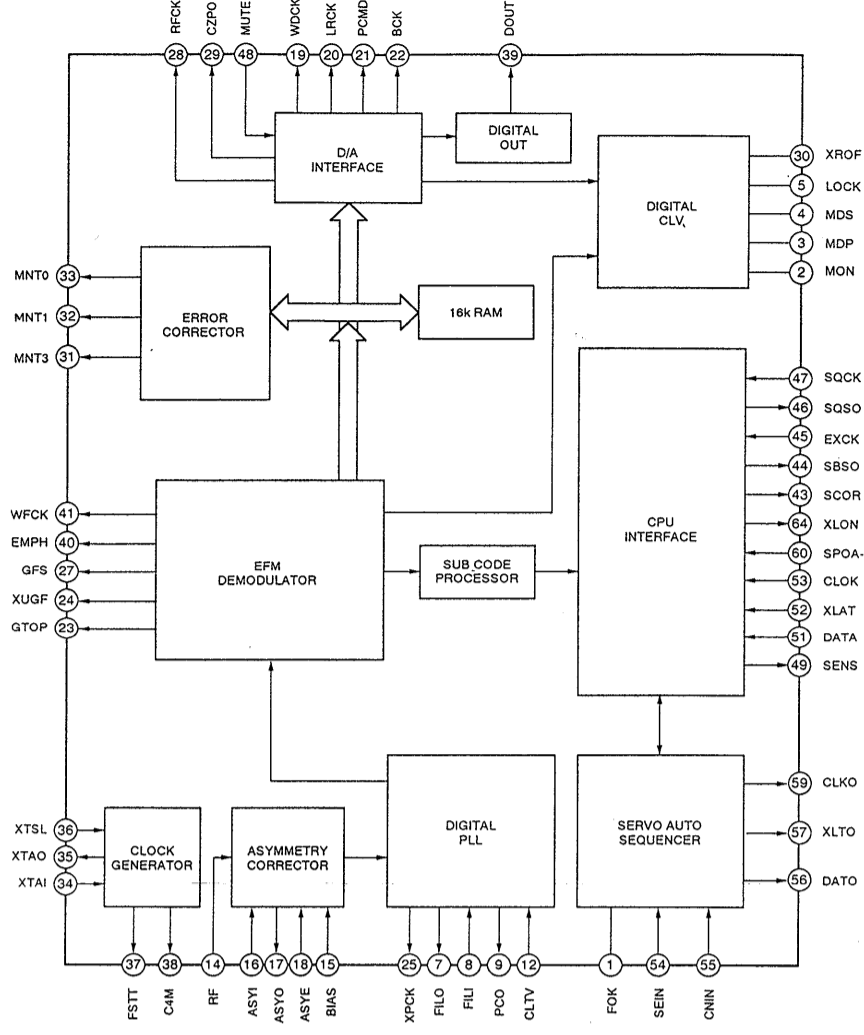 RFCK
CZPO
MUTE
WDCK
LRCK
PCMD
BCK
DOUT
28
29
48
19
20
21
22
39
D/A
INTERFACE
DIGITAL
OUT
DIGITAL
CLV
30 XROF
5 LOCK
4 MDS
3 MDP
2 MON
MNT0 33
MNT1 32
MNT3 31
ERROR
CORRECTOR
16k RAM
47 SQCK
46 SQSO
45 EXCK
44 SBSO
43 SCOR
64 XLON
60 SPOA-
53 CLOK
52 XLAT
51 DATA
49 SENS
CPU
INTERFACE
WFCK 41
EMPH 40
GFS 27
XUGF 24
GTOP 23
EFM
DEMODULATOR
SUB CODE
PROCESSOR
XTSL 36
XTAO 35
XTAI 34
CLOCK
GENERATOR
ASYMMETRY
CORRECTOR
DIGITAL
PLL
SERVO AUTO
SEQUENCER
59 CLKO
57 XLTO
56 DATO
37
38
14
16
17
18
15
25
7
8
9
12
1
54
55
FSTT
C4M
RF
ASYI
ASYO
ASYE
BIAS
XPCK
FILO
FILI
PCO
CLTV
FOK
SEIN
CNIN